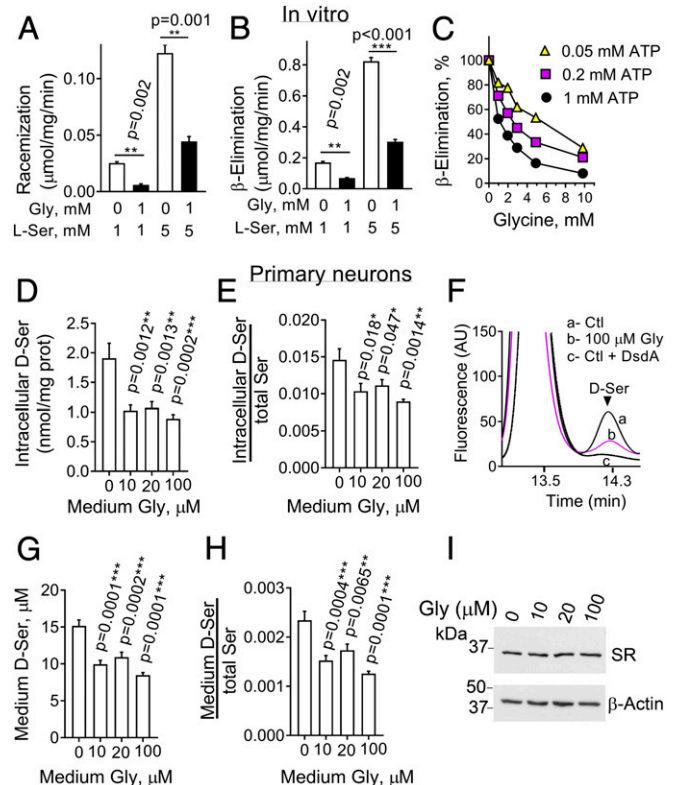 In vitro
A
Racemization
(μmol/mg/min)
0.10
0.05
0.00
**
p=0.002
p=0.001
**
Gly, mM 0 1 0 1
L-Ser, mM 1 1 5 5
B
β-Elimination
(μmol/mg/min)
1.0
0.8
0.6
0.4
0.2
0.0
**
p=0.002
p<0.001
***
Gly, mM 0 1 0 1
L-Ser, mM 1 1 5 5
C
β-Elimination, %
100
80
60
40
20
0
0.05 mM ATP
0.2 mM ATP
1 mM ATP
0 2 4 6 8 10
Glycine, mM
Primary neurons
D
Intracellular D-Ser
(nmol/mg prot)
2.5
2.0
1.5
1.0
0.5
0.0
p=0.0012**
p=0.0013**
p=0.0002***
0 10 20 100
Medium Gly, μM
E
Intracellular D-Ser
total Ser
0.020
0.015
0.010
0.005
0.000
p=0.018*
p=0.047*
p=0.0014**
0 10 20 100
Medium Gly, μM
F
Fluorescence (AU)
150
100
50
0
a- Ctl
b- 100 μM Gly
c- Ctl + DsdA
D-Ser
a
b
c
13.5 14.3
Time (min)
G
Medium D-Ser, μM
20
15
10
5
0
p=0.0001***
p=0.0002***
p=0.0001***
0 10 20 100
Medium Gly, μM
H
Medium D-Ser
total Ser
0.003
0.002
0.001
0.000
p=0.0004***
p=0.0065**
p=0.0001***
0 10 20 100
Medium Gly, μM
I
Gly (μM) 0 10 20 100
kDa
37
SR
50
37
β-Actin